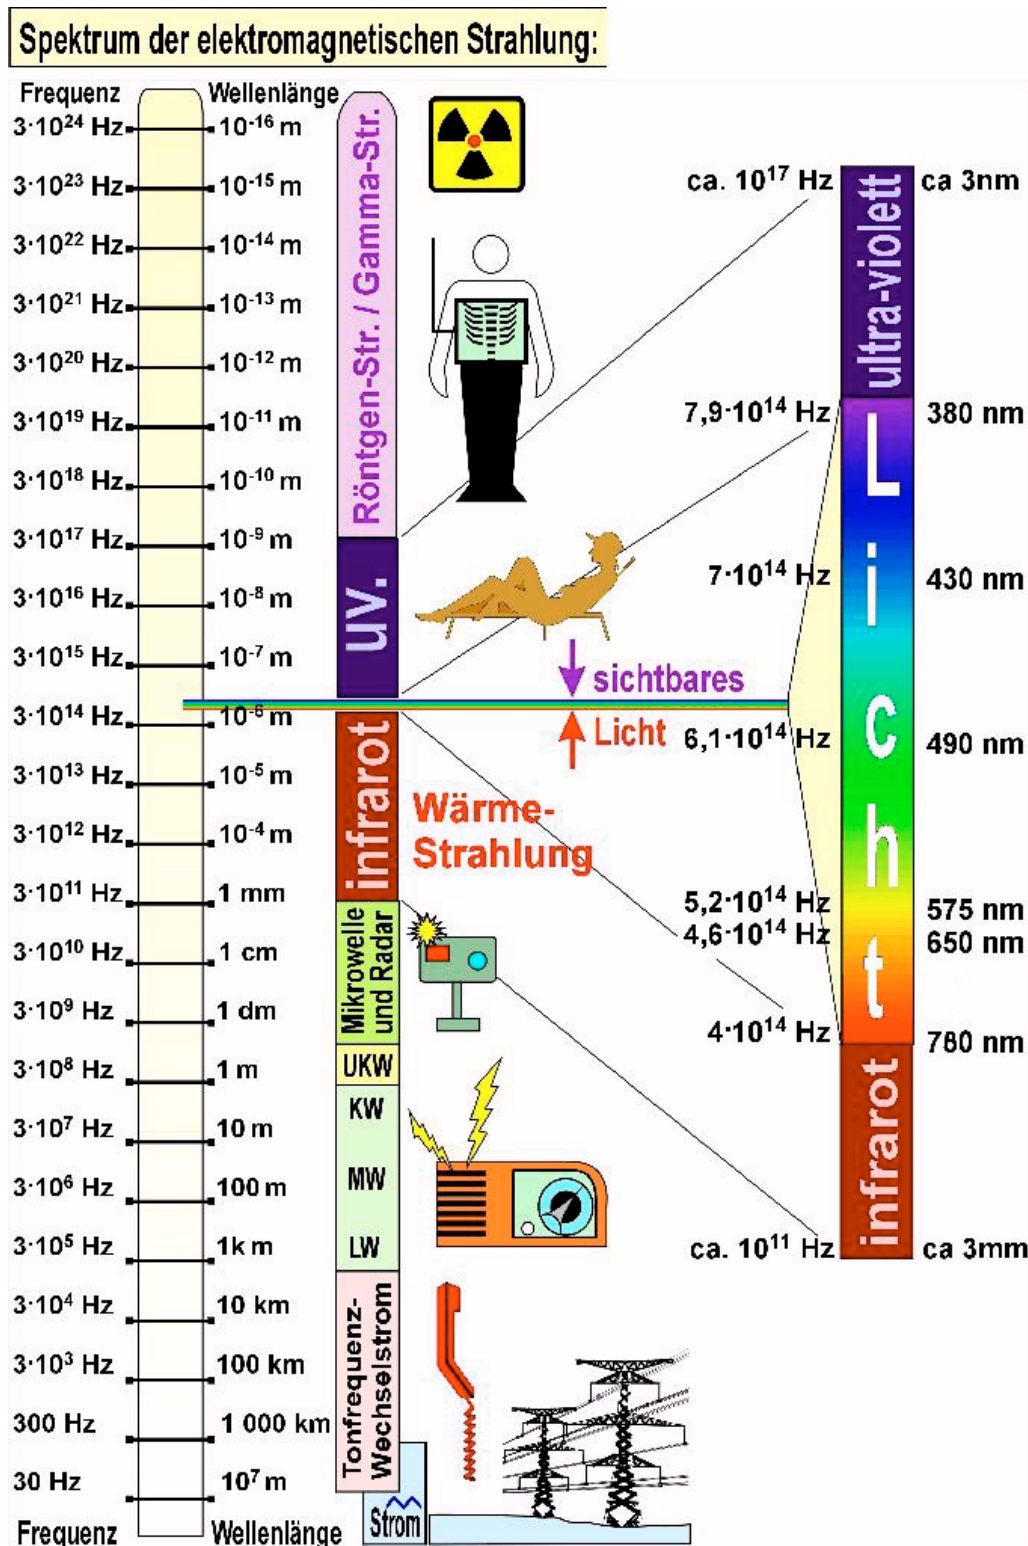 Spektrum der elektromagnetischen Strahlung:
Frequenz Wellenlänge
3·10²⁴ Hz 10⁻¹⁶ m
3·10²³ Hz 10⁻¹⁵ m
3·10²² Hz 10⁻¹⁴ m
3·10²¹ Hz 10⁻¹³ m
3·10²⁰ Hz 10⁻¹² m
3·10¹⁹ Hz 10⁻¹¹ m
3·10¹⁸ Hz 10⁻¹⁰ m
3·10¹⁷ Hz 10⁻⁹ m
3·10¹⁶ Hz 10⁻⁸ m
3·10¹⁵ Hz 10⁻⁷ m
3·10¹⁴ Hz 10⁻⁶ m
3·10¹³ Hz 10⁻⁵ m
3·10¹² Hz 10⁻⁴ m
3·10¹¹ Hz 1 mm
3·10¹⁰ Hz 1 cm
3·10⁹ Hz 1 dm
3·10⁸ Hz 1 m
3·10⁷ Hz 10 m
3·10⁶ Hz 100 m
3·10⁵ Hz 1k m
3·10⁴ Hz 10 km
3·10³ Hz 100 km
300 Hz 1 000 km
30 Hz 10⁷ m
Frequenz Wellenlänge
Röntgen-Str. / Gamma-Str.
uv.
infrarot
Mikrowelle
und Radar
UKW
KW
MW
LW
Tonfrequenz-
Wechselstrom
Strom
sichtbares
Licht
Wärme-
Strahlung
ca. 10¹⁷ Hz ca 3nm
7,9·10¹⁴ Hz 380 nm
7·10¹⁴ Hz 430 nm
6,1·10¹⁴ Hz 490 nm
5,2·10¹⁴ Hz 575 nm
4,6·10¹⁴ Hz 650 nm
4·10¹⁴ Hz 780 nm
ca. 10¹¹ Hz ca 3mm
ultra-violett
Licht
infrarot